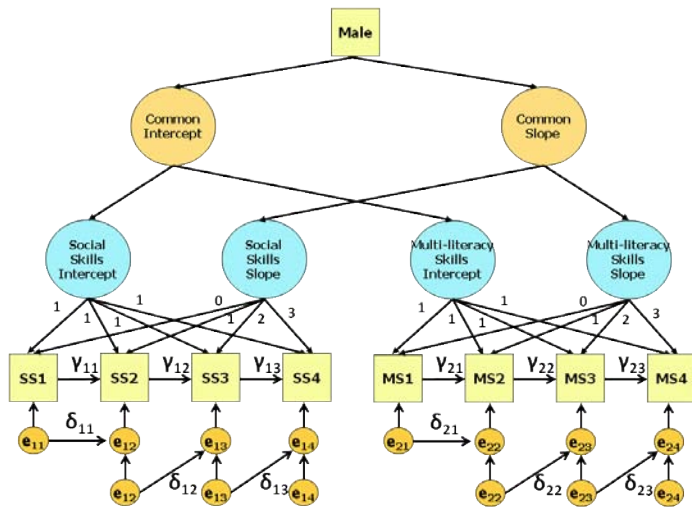 Male
Common
Intercept
Common
Slope
Social
Skills
Intercept
Social
Skills
Slope
Multi-literacy
Skills
Intercept
Multi-literacy
Skills
Slope
1 1 1 1 0 1 2 3
1 1 1 1 0 1 2 3
SS1 γ₁₁ SS2 γ₁₂ SS3 γ₁₃ SS4
MS1 γ₂₁ MS2 γ₂₂ MS3 γ₂₃ MS4
e₁₁ δ₁₁ e₁₂ e₁₃ e₁₄
e₂₁ δ₂₁ e₂₂ e₂₃ e₂₄
e₁₂ δ₁₂ e₁₃ δ₁₃ e₁₄
e₂₂ δ₂₂ e₂₃ δ₂₃ e₂₄